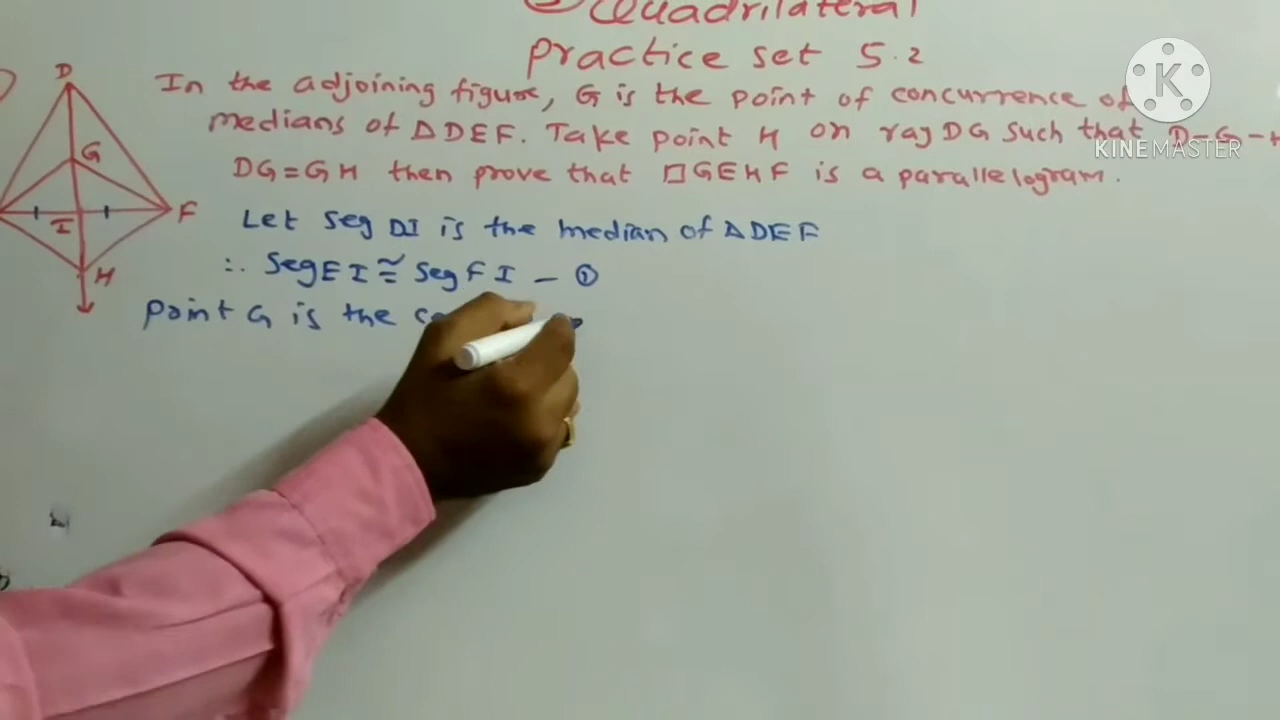 Quadrilateral
Practice set 5.2
In the adjoining figure, G is the point of concurrence of
medians of ΔDEF. Take point H on ray DG such that D-G-H
DG=GH then prove that □GEHF is a parallelogram.
Let seg DI is the median of ΔDEF
∴ seg EI ≅ seg FI — ①
Point G is the
D
G
F
I
H
K
KINEMASTER